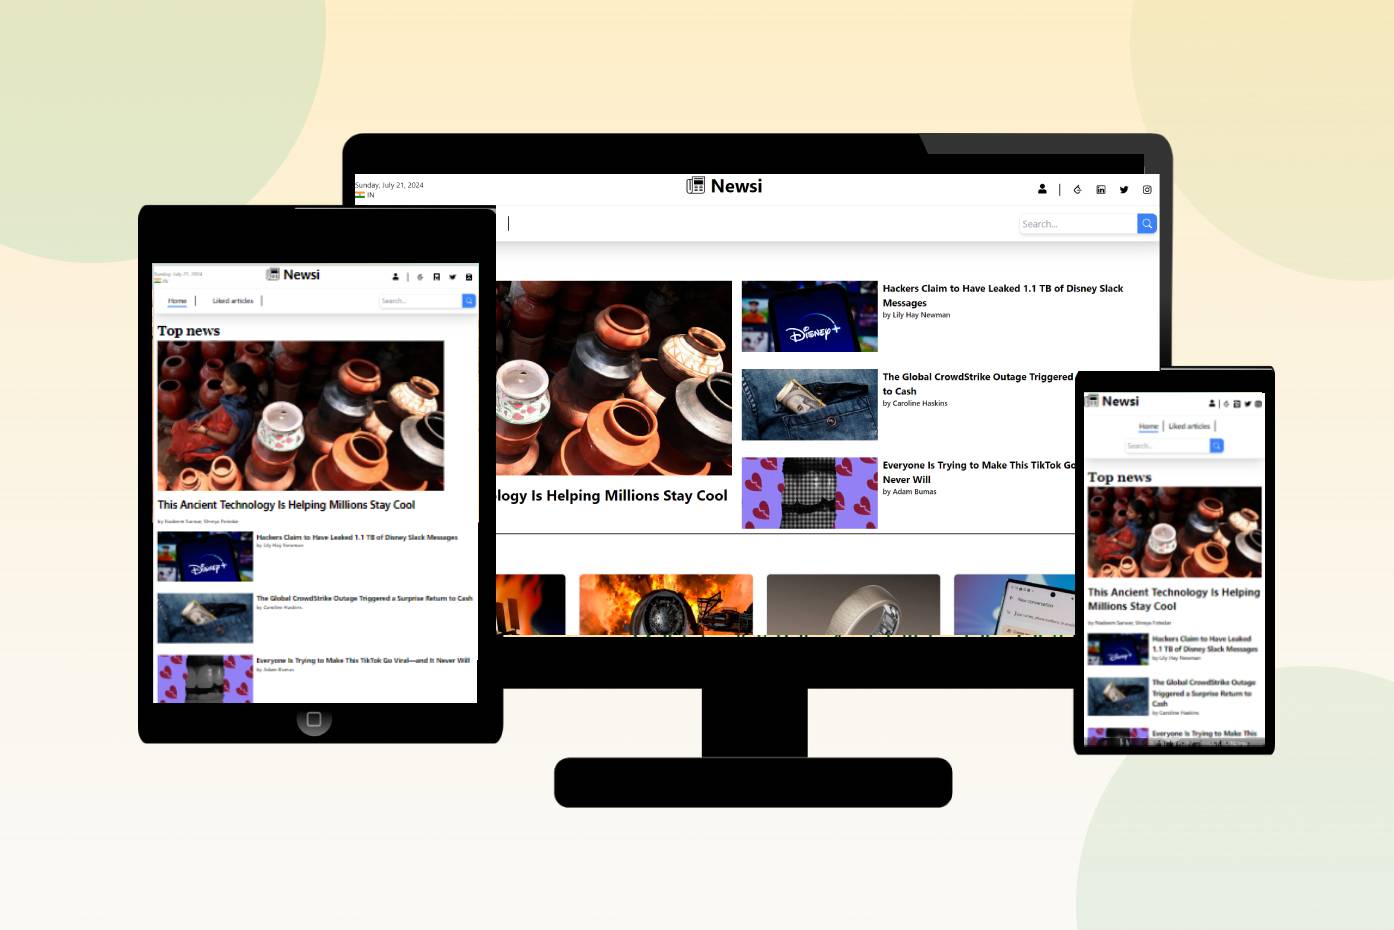 Sunday, July 21, 2024
IN
Newsi
Search...
Hackers Claim to Have Leaked 1.1 TB of Disney Slack
Messages
by Lily Hay Newman
Disney+
The Global CrowdStrike Outage Triggered
to Cash
by Caroline Haskins
Everyone Is Trying to Make This TikTok Go
Never Will
by Adam Bumas
ology Is Helping Millions Stay Cool
New conversation
Sunday, July 21, 2024
IN
Newsi
Home
Liked articles
Search...
Top news
This Ancient Technology Is Helping Millions Stay Cool
by Nadeem Sarwar, Shreya Fotedar
Hackers Claim to Have Leaked 1.1 TB of Disney Slack Messages
by Lily Hay Newman
Disney+
The Global CrowdStrike Outage Triggered a Surprise Return to Cash
by Caroline Haskins
Everyone Is Trying to Make This TikTok Go Viral—and It Never Will
by Adam Bumas
Newsi
Home
Liked articles
Search...
Top news
This Ancient Technology Is Helping
Millions Stay Cool
by Nadeem Sarwar, Shreya Fotedar
Hackers Claim to Have Leaked
1.1 TB of Disney Slack Messages
by Lily Hay Newman
Disney+
The Global CrowdStrike Outage
Triggered a Surprise Return to
Cash
by Caroline Haskins
Everyone Is Trying to Make This